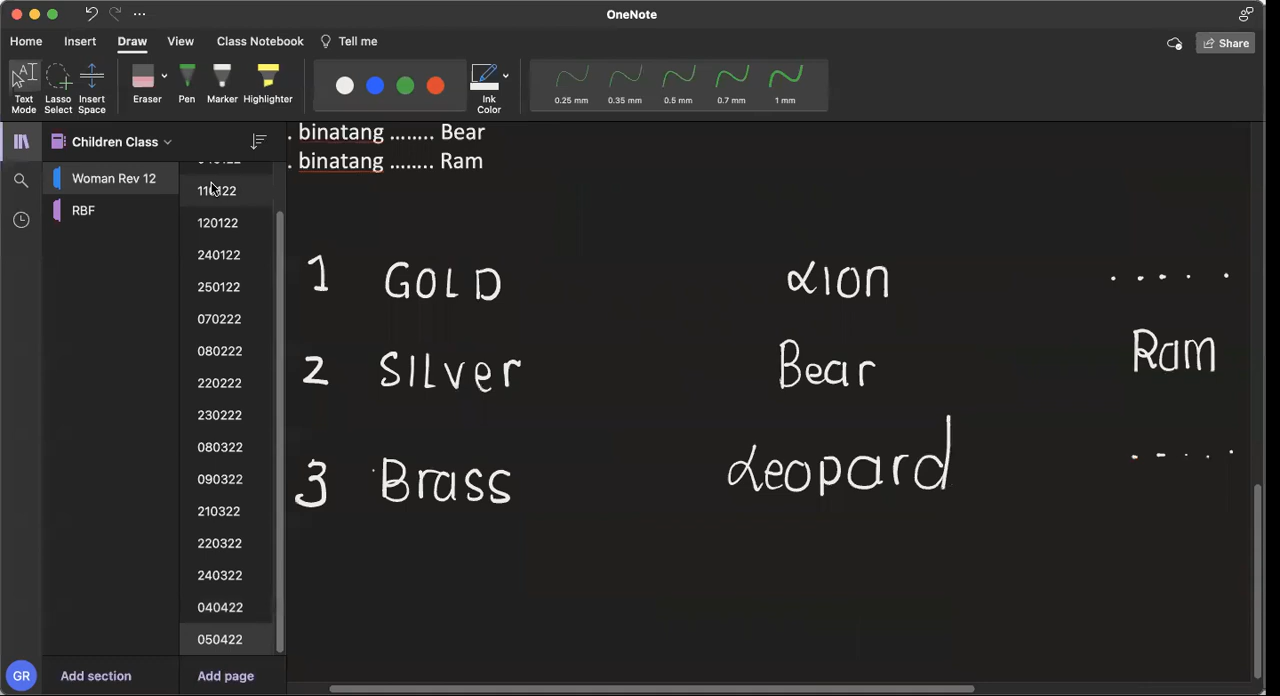 OneNote
Home Insert Draw View Class Notebook Tell me
Share
Text Mode
Lasso Select
Insert Space
Eraser
Pen
Marker
Highlighter
Ink Color
0.25 mm
0.35 mm
0.5 mm
0.7 mm
1 mm
Children Class
Woman Rev 12
RBF
120122
240122
250122
070222
080222
220222
230222
080322
090322
210322
220322
240322
040422
050422
. binatang ........ Bear
. binatang ........ Ram
1 GOLD Lion .....
2 SILver Bear Ram
3 Brass Leopard .....
GR
Add section
Add page